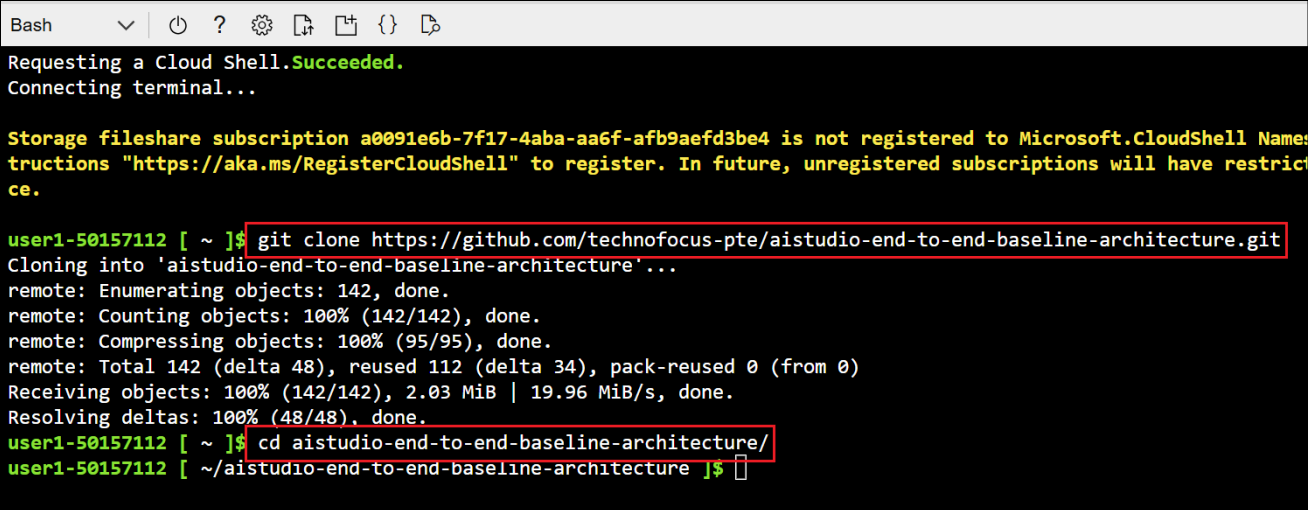 Bash
?
{}
Requesting a Cloud Shell.Succeeded.
Connecting terminal...
Storage fileshare subscription a0091e6b-7f17-4aba-aa6f-afb9aefd3be4 is not registered to Microsoft.CloudShell Names
tructions "https://aka.ms/RegisterCloudShell" to register. In future, unregistered subscriptions will have restrict
ce.
user1-50157112 [ ~ ]$ git clone https://github.com/technofocus-pte/aistudio-end-to-end-baseline-architecture.git
Cloning into 'aistudio-end-to-end-baseline-architecture'...
remote: Enumerating objects: 142, done.
remote: Counting objects: 100% (142/142), done.
remote: Compressing objects: 100% (95/95), done.
remote: Total 142 (delta 48), reused 112 (delta 34), pack-reused 0 (from 0)
Receiving objects: 100% (142/142), 2.03 MiB | 19.96 MiB/s, done.
Resolving deltas: 100% (48/48), done.
user1-50157112 [ ~ ]$ cd aistudio-end-to-end-baseline-architecture/
user1-50157112 [ ~/aistudio-end-to-end-baseline-architecture ]$